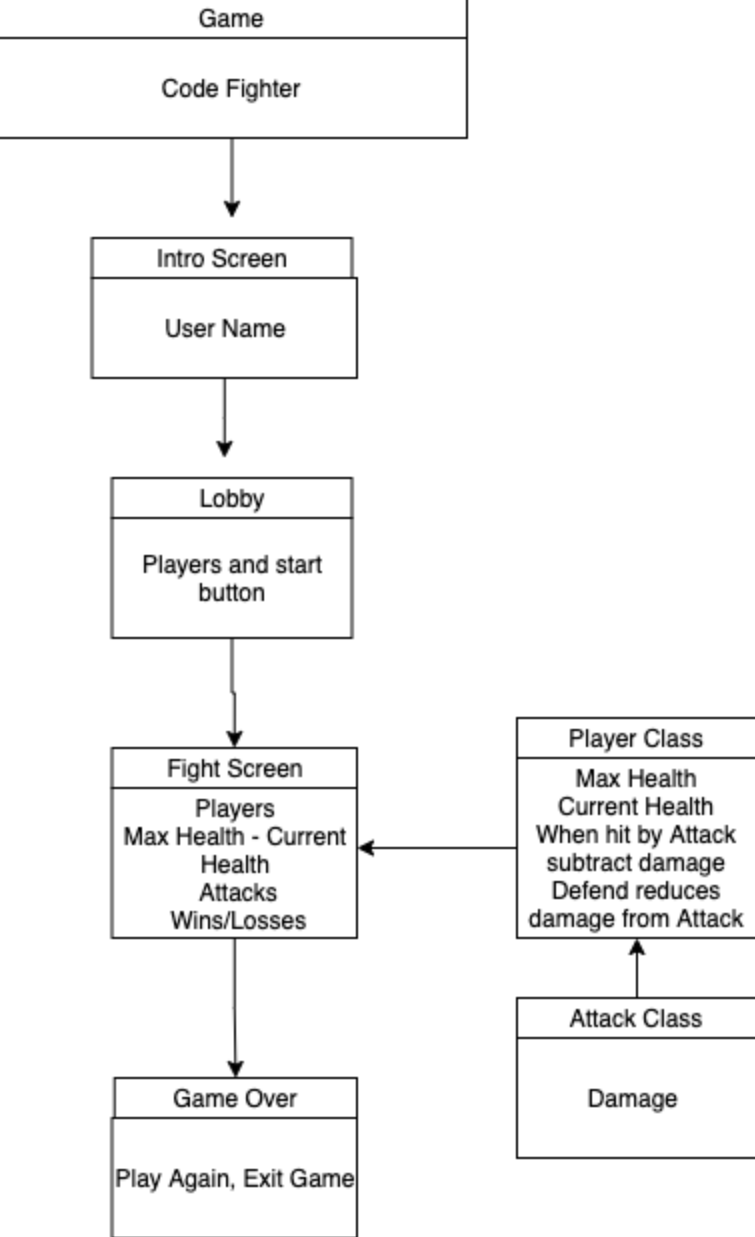 Game
Code Fighter
Intro Screen
User Name
Lobby
Players and start
button
Fight Screen
Players
Max Health - Current
Health
Attacks
Wins/Losses
Player Class
Max Health
Current Health
When hit by Attack
subtract damage
Defend reduces
damage from Attack
Attack Class
Damage
Game Over
Play Again, Exit Game